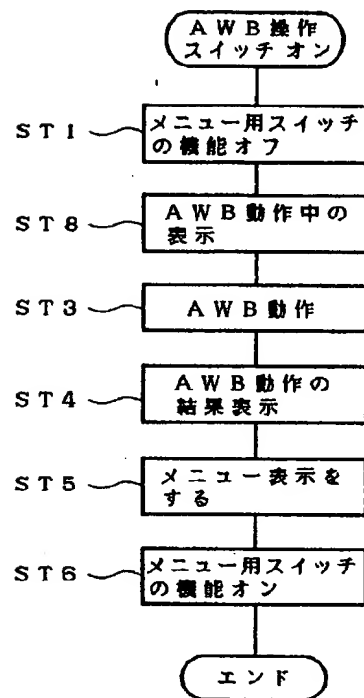 AWB操作
スイッチオン
ST1
メニュー用スイッチ
の機能オフ
ST8
AWB動作中の
表示
ST3
AWB動作
ST4
AWB動作の
結果表示
ST5
メニュー表示を
する
ST6
メニュー用スイッチ
の機能オン
エンド